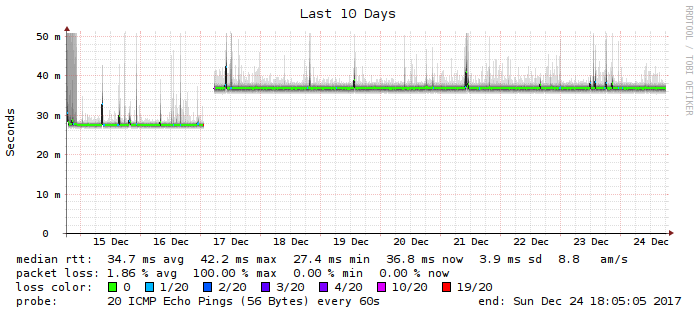 Last 10 Days
RRDTOOL / TOBI OETIKER
Seconds
50 m
40 m
30 m
20 m
10 m
0
15 Dec 16 Dec 17 Dec 18 Dec 19 Dec 20 Dec 21 Dec 22 Dec 23 Dec 24 Dec
median rtt: 34.7 ms avg 42.2 ms max 27.4 ms min 36.8 ms now 3.9 ms sd 8.8 am/s
packet loss: 1.86 % avg 100.00 % max 0.00 % min 0.00 % now
loss color: 0 1/20 2/20 3/20 4/20 10/20 19/20
probe: 20 ICMP Echo Pings (56 Bytes) every 60s end: Sun Dec 24 18:05:05 2017